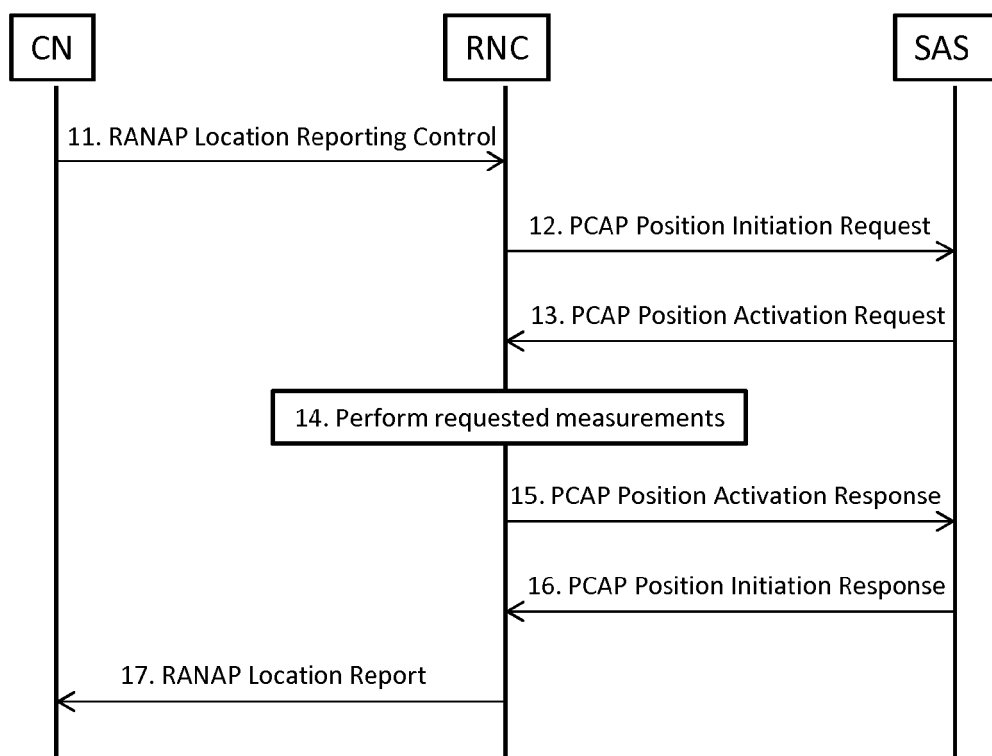 CN
RNC
SAS
11. RANAP Location Reporting Control
12. PCAP Position Initiation Request
13. PCAP Position Activation Request
14. Perform requested measurements
15. PCAP Position Activation Response
16. PCAP Position Initiation Response
17. RANAP Location Report